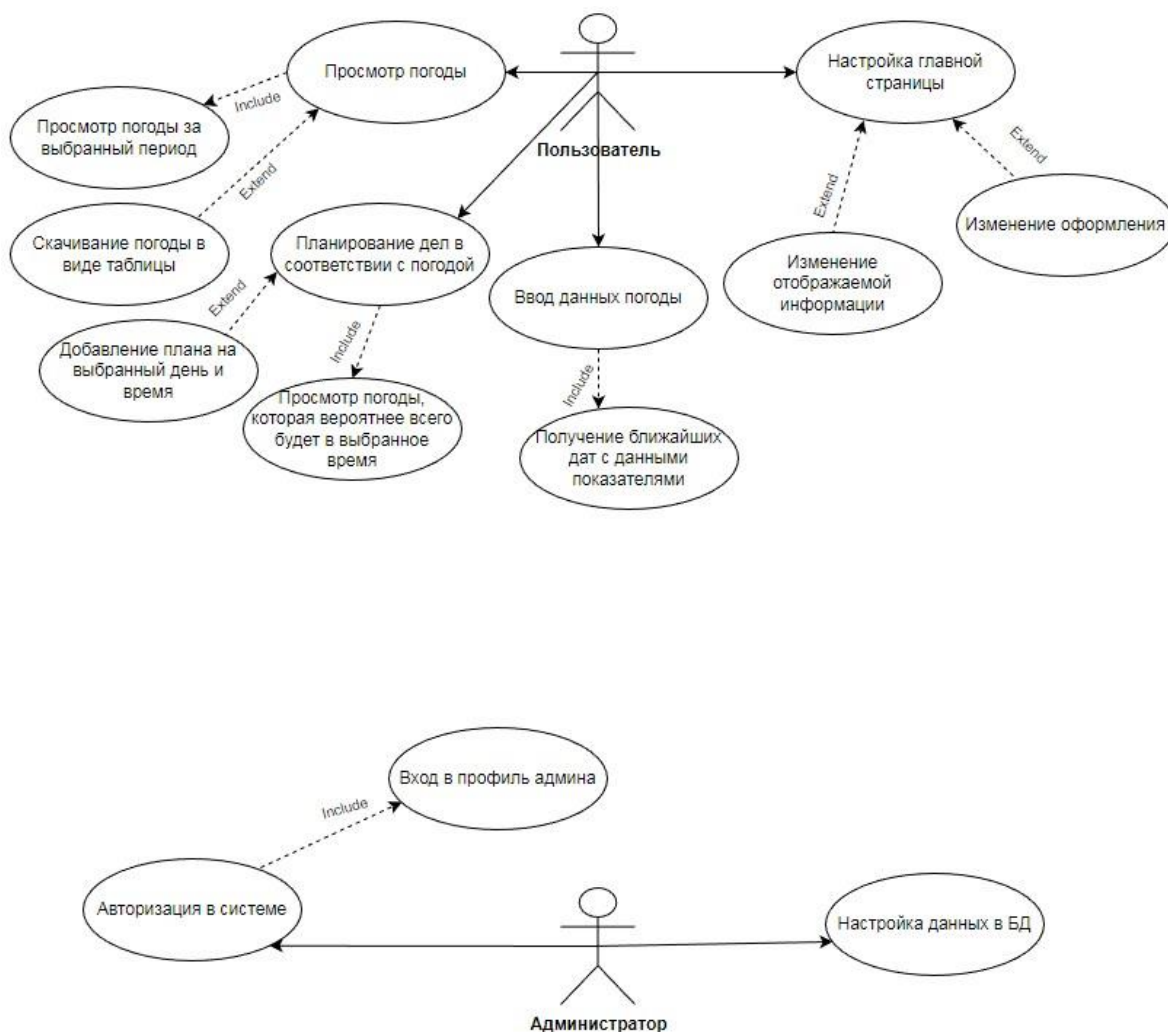 Просмотр погоды
Настройка главной
страницы
Include
Просмотр погоды за
выбранный период
Пользователь
Extend
Extend
Extend
Скачивание погоды в
виде таблицы
Планирование дел в
соответствии с погодой
Изменение оформления
Изменение
отображаемой
информации
Ввод данных погоды
Extend
Include
Добавление плана на
выбранный день и
время
Include
Просмотр погоды,
которая вероятнее всего
будет в выбранное
время
Получение ближайших
дат с данными
показателями
Вход в профиль админа
Include
Авторизация в системе
Настройка данных в БД
Администратор